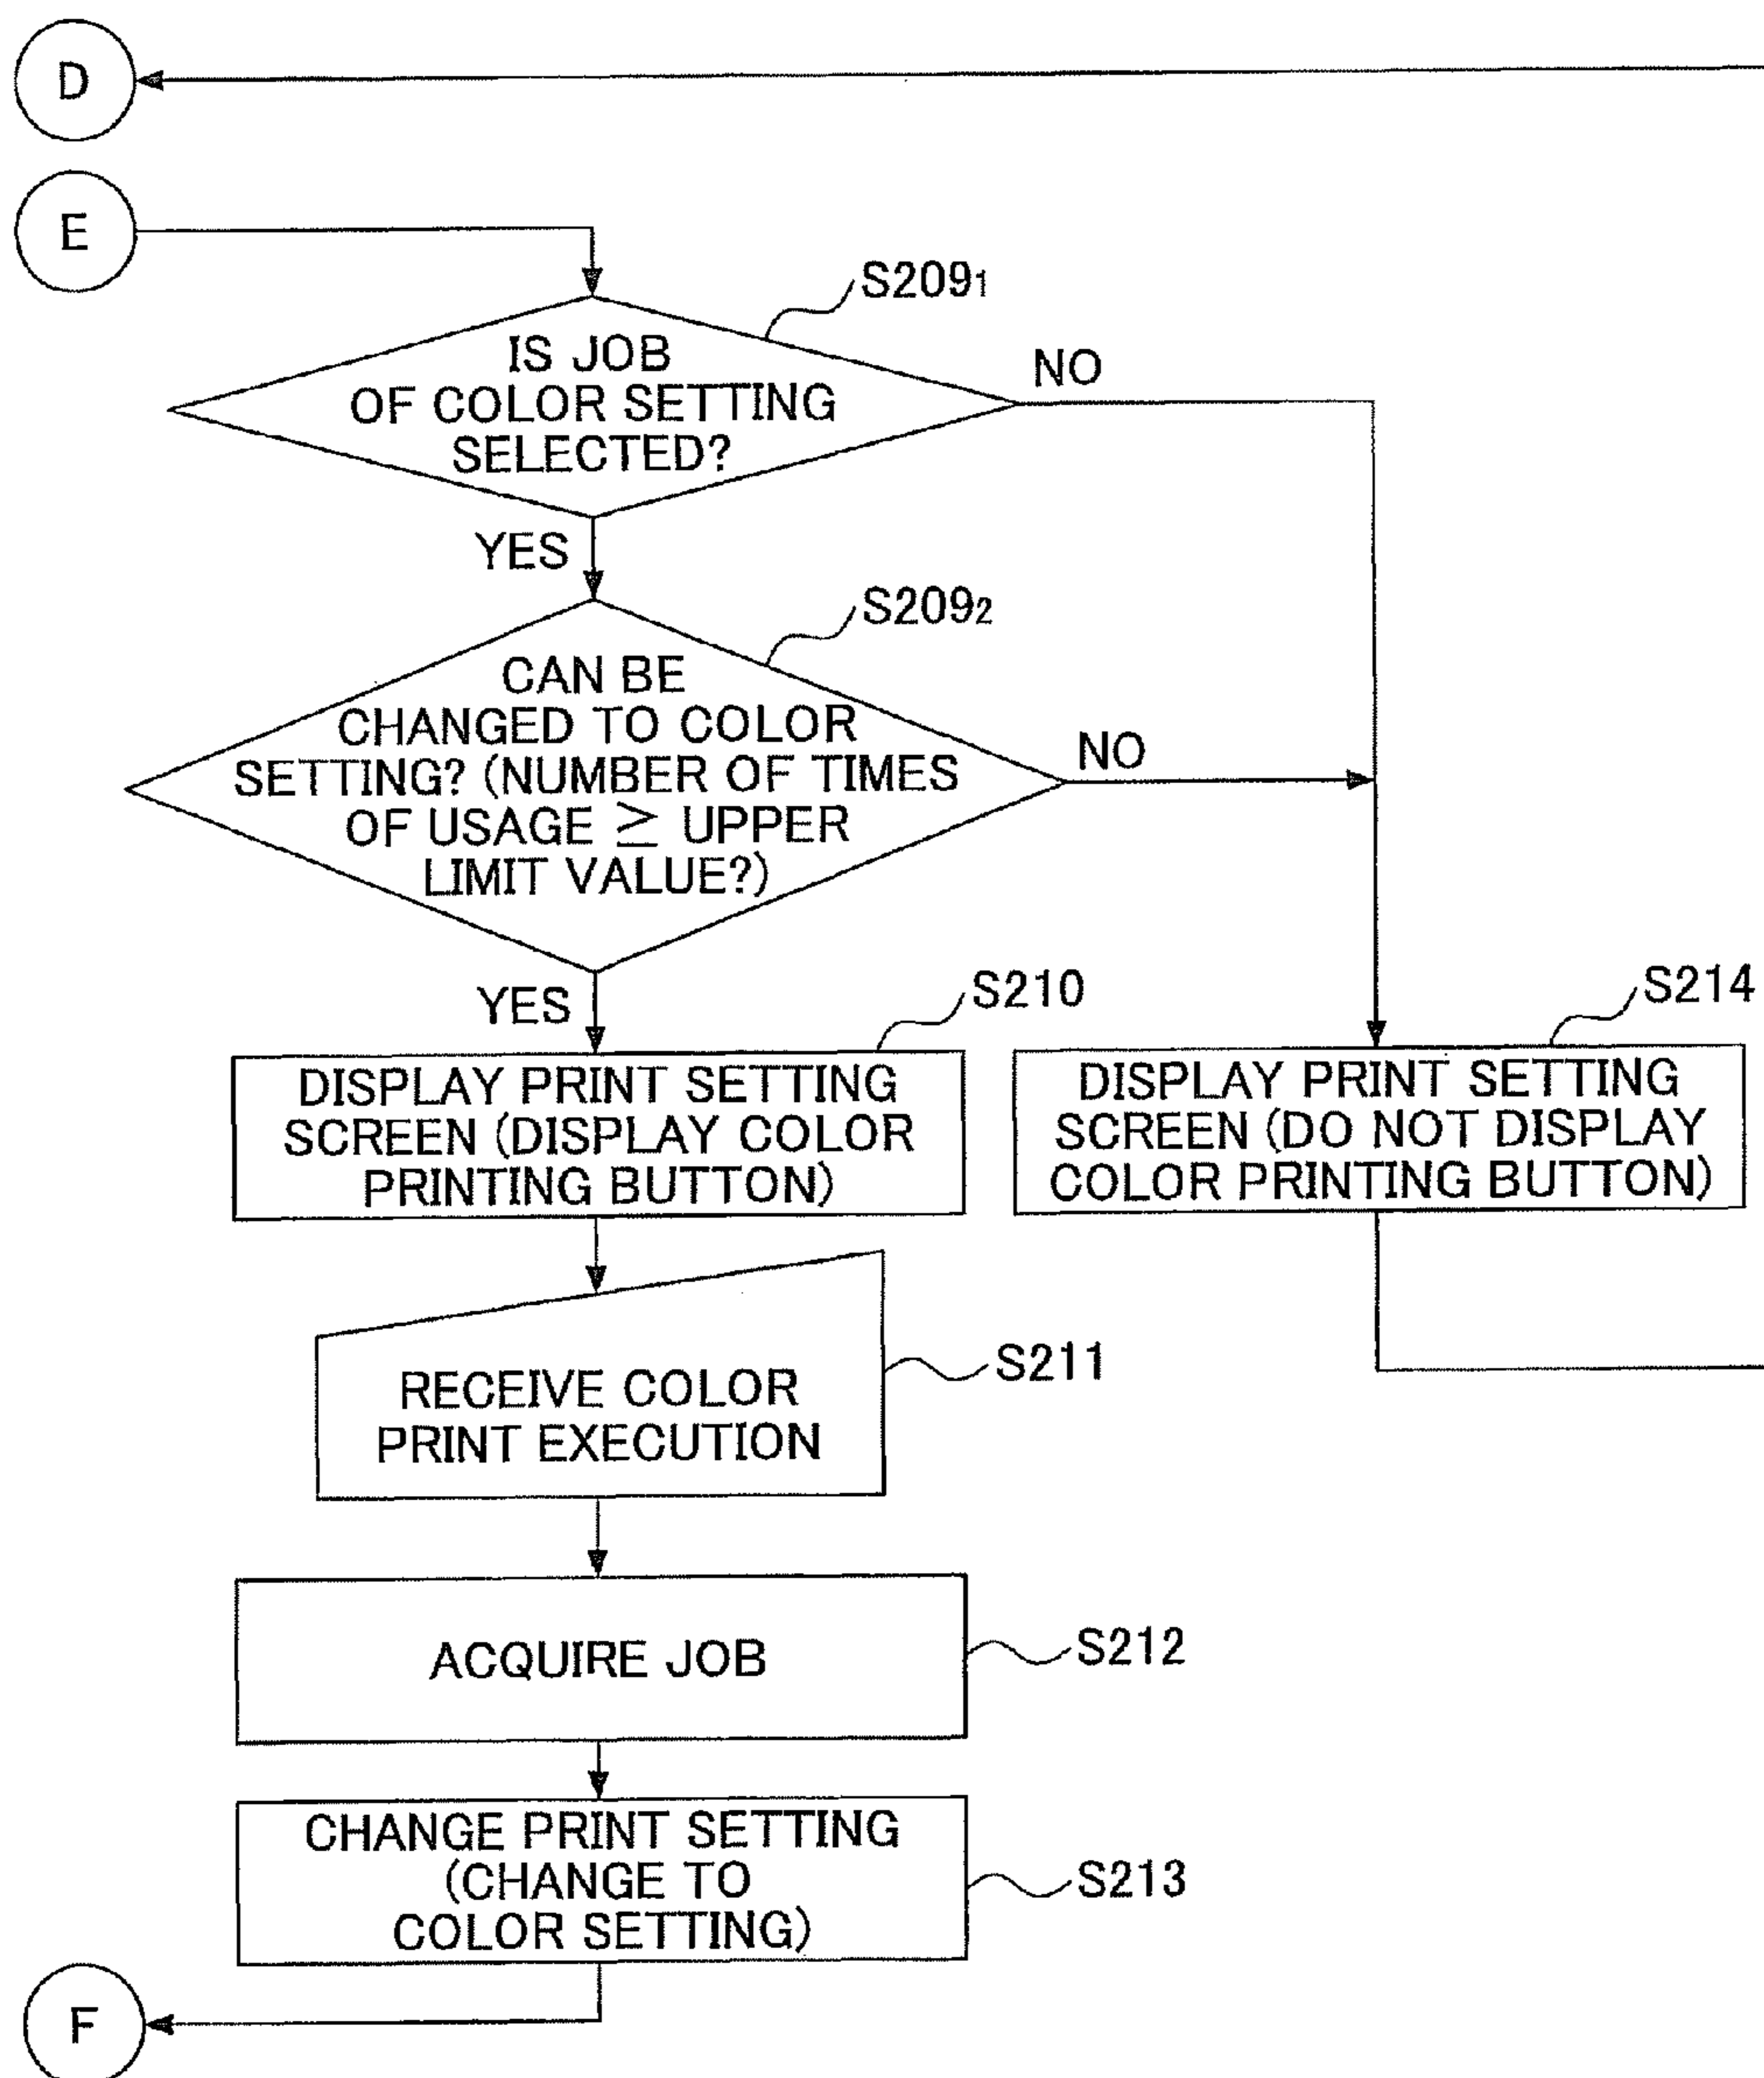 D
E
S209₁
IS JOB
OF COLOR SETTING
SELECTED?
NO
YES
S209₂
CAN BE
CHANGED TO COLOR
SETTING? (NUMBER OF TIMES
OF USAGE ≥ UPPER
LIMIT VALUE?)
NO
YES
S210
DISPLAY PRINT SETTING
SCREEN (DISPLAY COLOR
PRINTING BUTTON)
S214
DISPLAY PRINT SETTING
SCREEN (DO NOT DISPLAY
COLOR PRINTING BUTTON)
S211
RECEIVE COLOR
PRINT EXECUTION
ACQUIRE JOB
S212
CHANGE PRINT SETTING
(CHANGE TO
COLOR SETTING)
S213
F